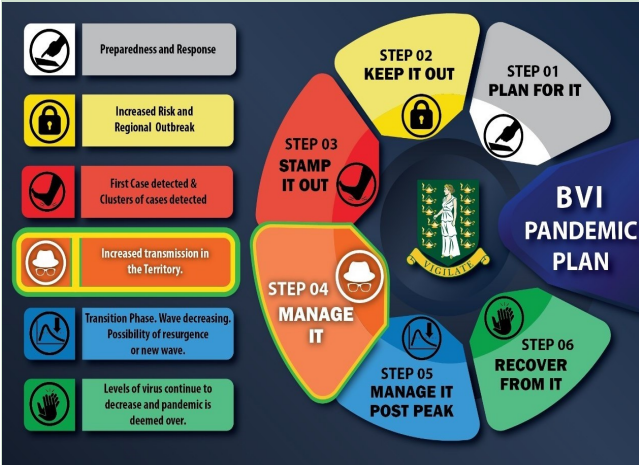 Preparedness and Response
Increased Risk and
Regional Outbreak
First Case detected &
Clusters of cases detected
Increased transmission in
the Territory.
Transition Phase. Wave decreasing.
Possibility of resurgence
or new wave.
Levels of virus continue to
decrease and pandemic is
deemed over.
STEP 01
PLAN FOR IT
STEP 02
KEEP IT OUT
STEP 03
STAMP
IT OUT
STEP 04
MANAGE
IT
STEP 05
MANAGE IT
POST PEAK
STEP 06
RECOVER
FROM IT
BVI
PANDEMIC
PLAN
VIGILATE